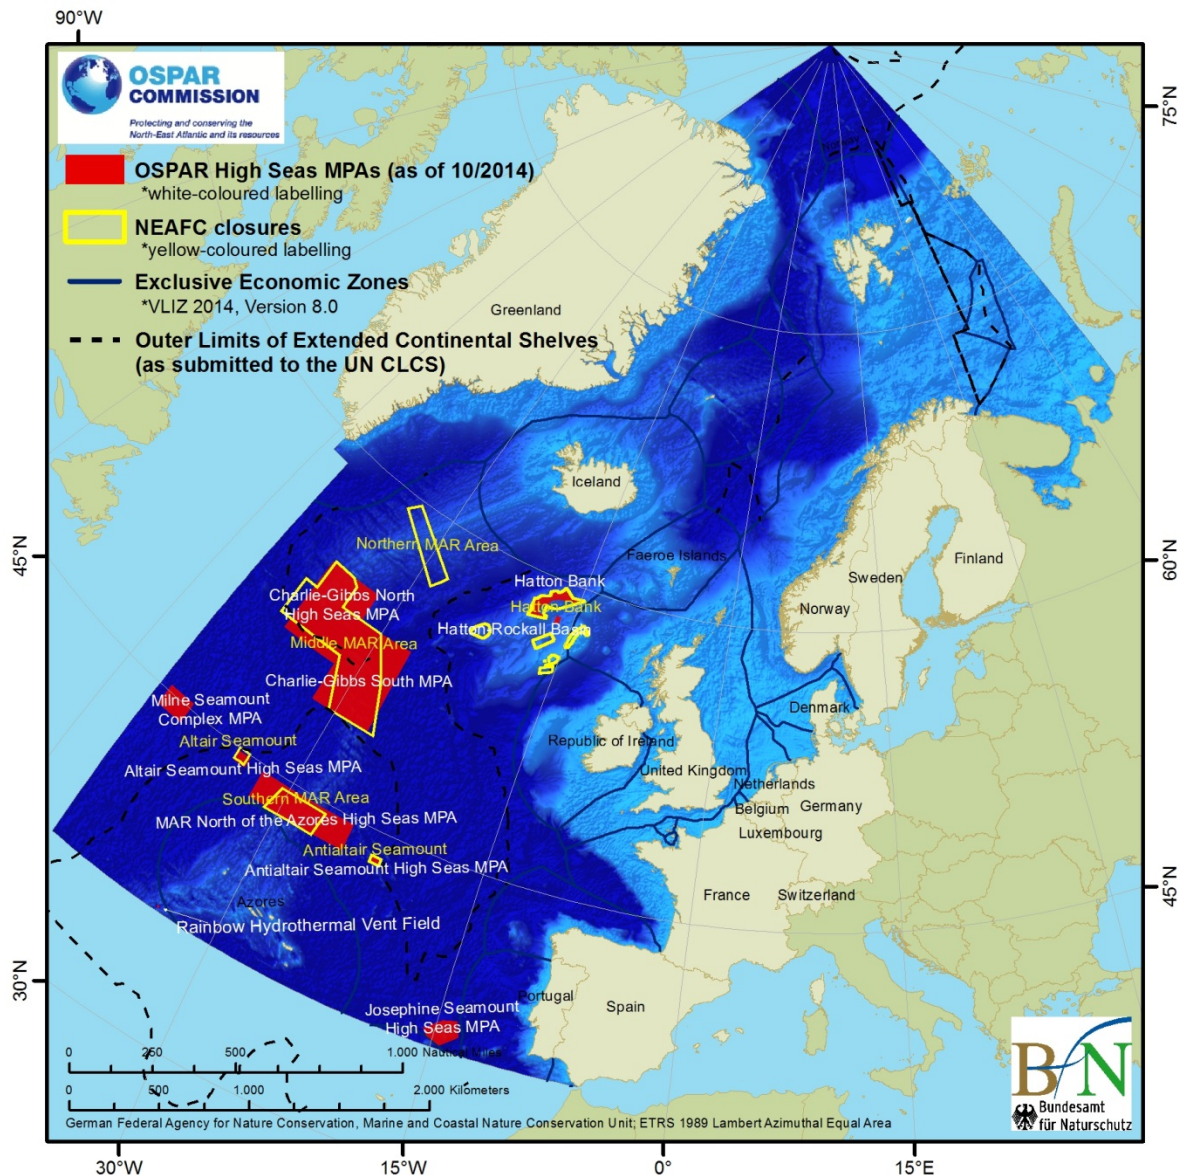 90°W
OSPAR
COMMISSION
Protecting and conserving the
North-East Atlantic and its resources
OSPAR High Seas MPAs (as of 10/2014)
*white-coloured labelling
NEAFC closures
*yellow-coloured labelling
Exclusive Economic Zones
*VLIZ 2014, Version 8.0
Outer Limits of Extended Continental Shelves
(as submitted to the UN CLCS)
75°N
Norway
Greenland
Iceland
45°N
60°N
Northern MAR Area
Faeroe Islands
Finland
Sweden
Norway
Hatton Bank
Hatton Bank
Hatton-Rockall Basin
Charlie-Gibbs North
High Seas MPA
Middle MAR Area
Charlie-Gibbs South MPA
Milne Seamount
Complex MPA
Altair Seamount
Altair Seamount High Seas MPA
Denmark
Republic of Ireland
United Kingdom
Netherlands
Belgium
Germany
Luxembourg
Southern MAR Area
MAR North of the Azores High Seas MPA
Antialtair Seamount
Antialtair Seamount High Seas MPA
France
Switzerland
45°N
Azores
Rainbow Hydrothermal Vent Field
30°N
Portugal
Spain
Josephine Seamount
High Seas MPA
0 250 500 1.000 Nautical Miles
0 500 1.000 2.000 Kilometers
BfN
Bundesamt
für Naturschutz
German Federal Agency for Nature Conservation, Marine and Coastal Nature Conservation Unit; ETRS 1989 Lambert Azimuthal Equal Area
30°W
15°W
0°
15°E